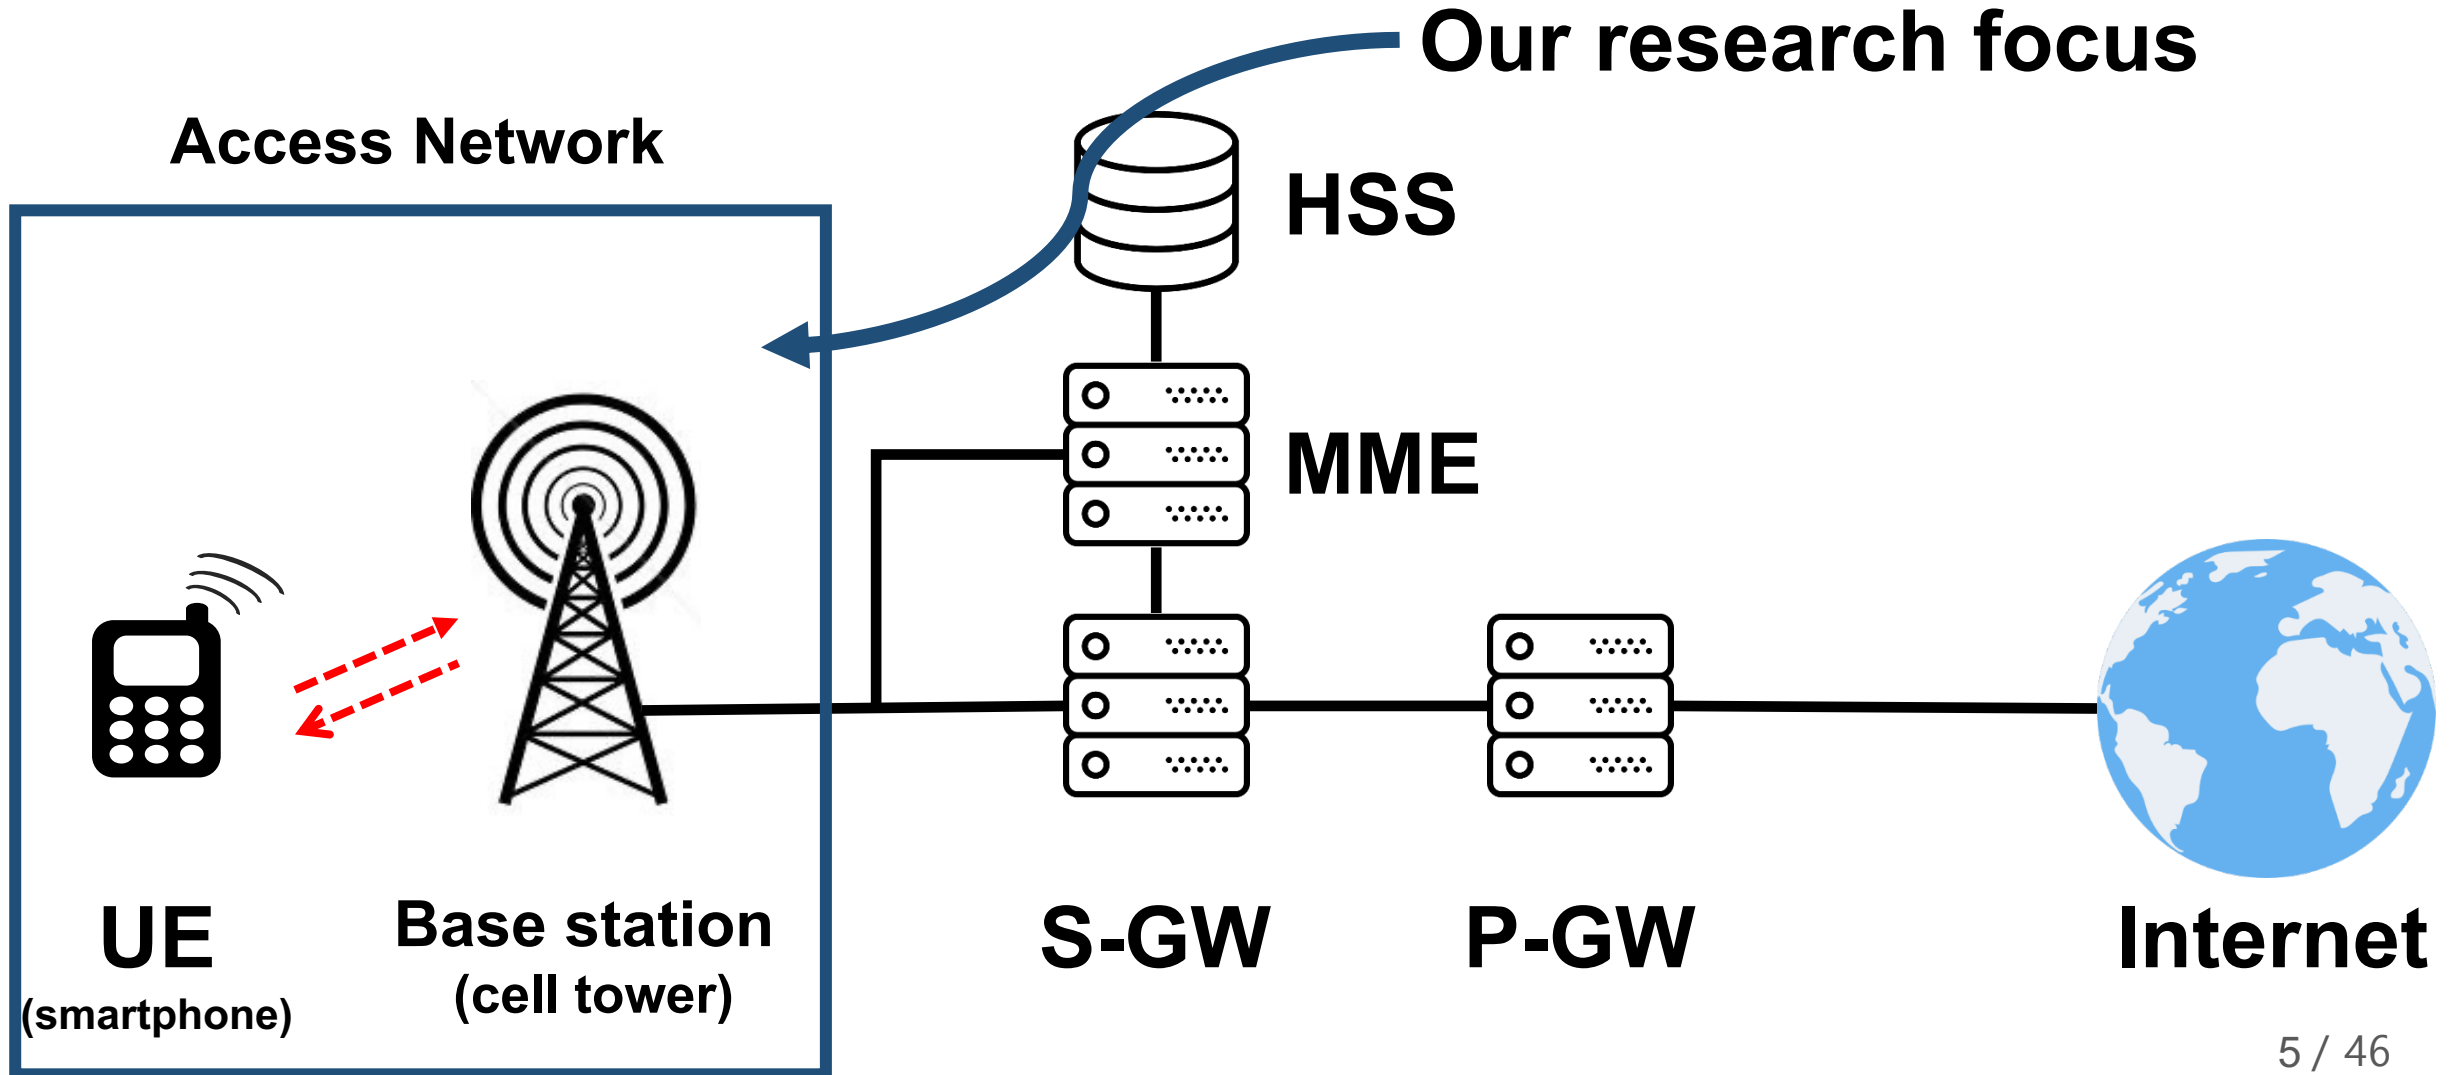 Our research focus
Access Network
HSS
MME
UE
(smartphone)
Base station
(cell tower)
S-GW
P-GW
Internet
5 / 46